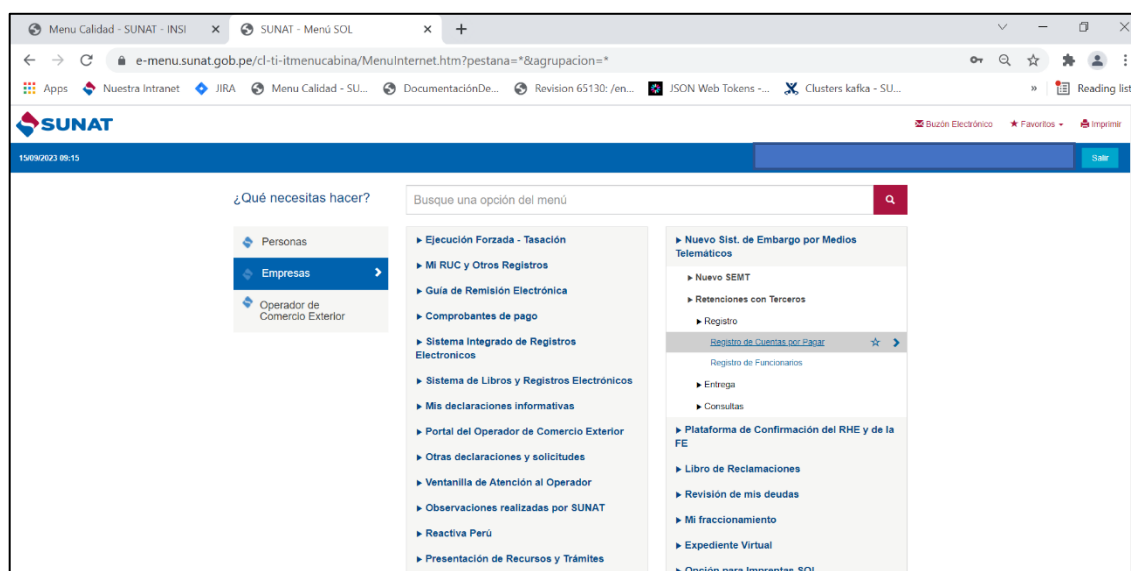 Menu Calidad - SUNAT - INSI
SUNAT - Menú SOL
e-menu.sunat.gob.pe/cl-ti-itmenucabina/MenuInternet.htm?pestana=*&agrupacion=*
Apps
Nuestra Intranet
JIRA
Menu Calidad - SU...
DocumentaciónDe...
Revision 65130: /en...
JSON Web Tokens -...
Clusters kafka - SU...
»
Reading list
SUNAT
Buzón Electrónico
Favoritos
Imprimir
15/09/2023 09:15
Salir
¿Qué necesitas hacer?
Busque una opción del menú
Personas
Empresas
Operador de
Comercio Exterior
Ejecución Forzada - Tasación
Mi RUC y Otros Registros
Guía de Remisión Electrónica
Comprobantes de pago
Sistema Integrado de Registros
Electronicos
Sistema de Libros y Registros Electrónicos
Mis declaraciones informativas
Portal del Operador de Comercio Exterior
Otras declaraciones y solicitudes
Ventanilla de Atención al Operador
Observaciones realizadas por SUNAT
Reactiva Perú
Presentación de Recursos y Trámites
Nuevo Sist. de Embargo por Medios
Telemáticos
Nuevo SEMT
Retenciones con Terceros
Registro
Registro de Cuentas por Pagar
Registro de Funcionarios
Entrega
Consultas
Plataforma de Confirmación del RHE y de la
FE
Libro de Reclamaciones
Revisión de mis deudas
Mi fraccionamiento
Expediente Virtual
Opción para Imprentas SOL